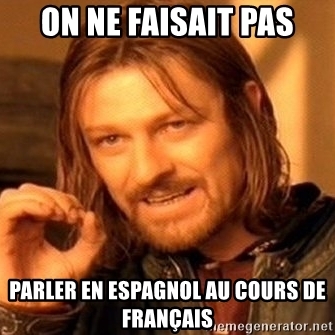 ON NE FAISAIT PAS
PARLER EN ESPAGNOL AU COURS DE
FRANÇAIS
memegenerator.net